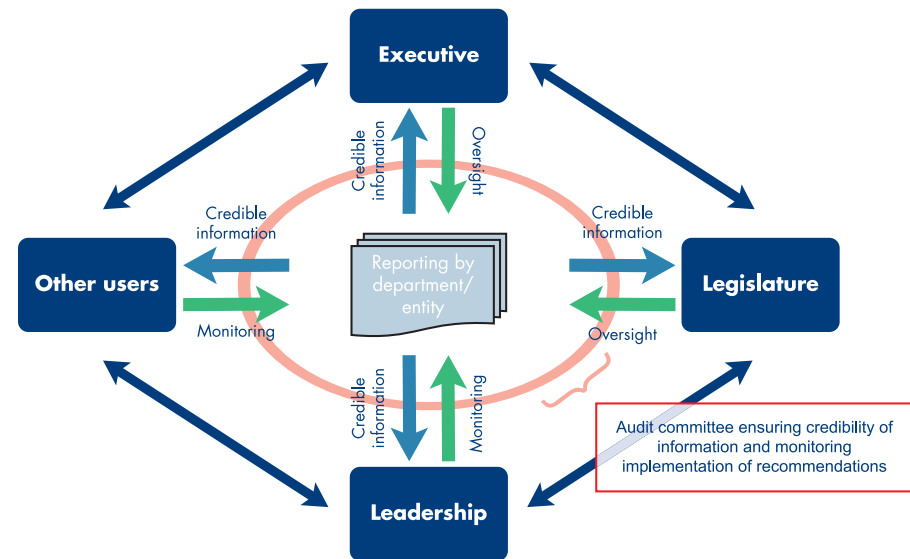 Executive
Credible
information
Oversight
Credible
information
Credible
information
Other users
Reporting by
department/
entity
Legislature
Monitoring
Oversight
Credible
information
Monitoring
Audit committee ensuring credibility of
information and monitoring
implementation of recommendations
Leadership